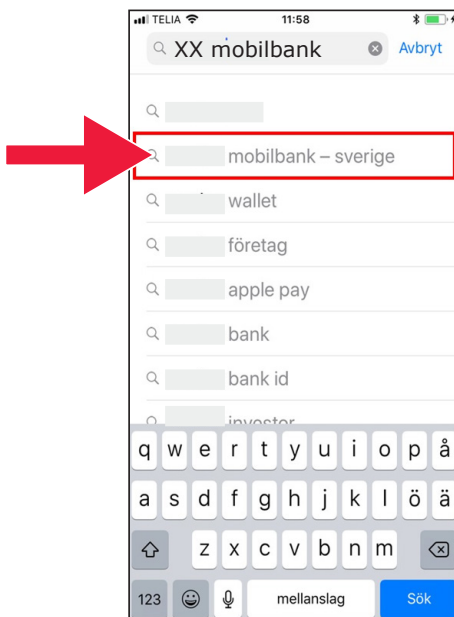 TELIA 11:58
XX mobilbank Avbryt
mobilbank – sverige
wallet
företag
apple pay
bank
bank id
investor
q w e r t y u i o p å
a s d f g h j k l ö ä
z x c v b n m
123 mellanslag Sök